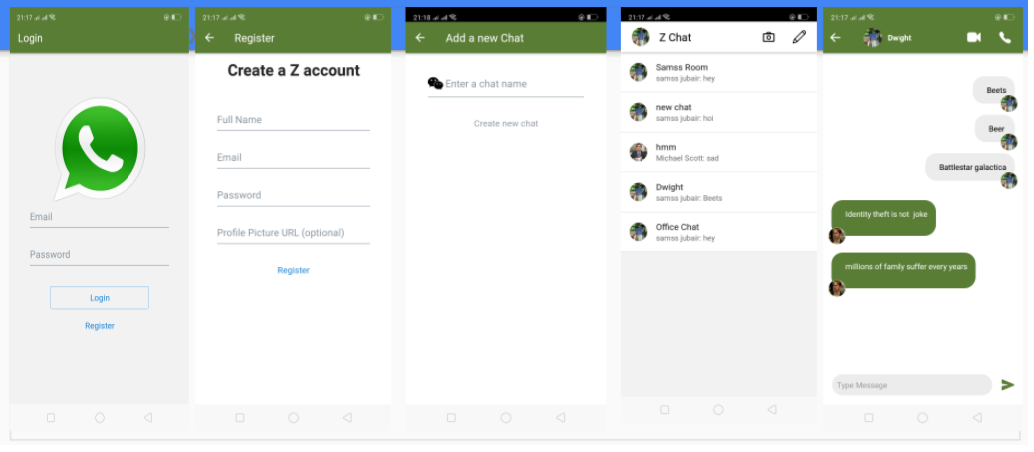 21:17
Login
Email
Password
Login
Register
21:17
Register
Create a Z account
Full Name
Email
Password
Profile Picture URL (optional)
Register
21:18
Add a new Chat
Enter a chat name
Create new chat
21:17
Z Chat
Samss Room
samss jubair: hey
new chat
samss jubair: hoi
hmm
Michael Scott: sad
Dwight
samss jubair: Beets
Office Chat
samss jubair: hey
21:17
Dwight
Beets
Beer
Battlestar galactica
Identity theft is not joke
millions of family suffer every years
Type Message